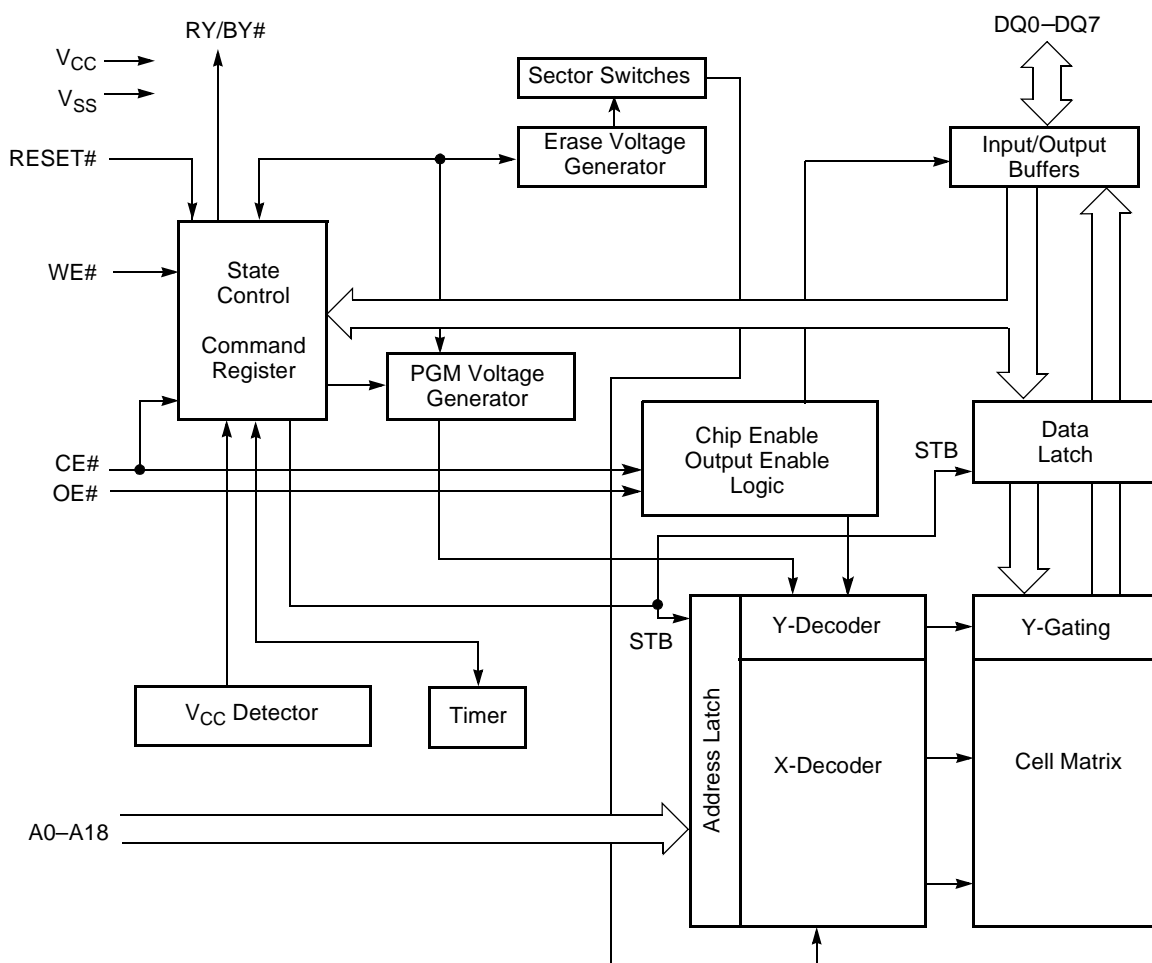 RY/BY#
DQ0–DQ7
VCC
VSS
Sector Switches
RESET#
Erase Voltage
Generator
Input/Output
Buffers
WE#
State
Control
Command
Register
PGM Voltage
Generator
Chip Enable
Output Enable
Logic
STB
Data
Latch
CE#
OE#
STB
Y-Decoder
Y-Gating
VCC Detector
Timer
Address Latch
X-Decoder
Cell Matrix
A0–A18